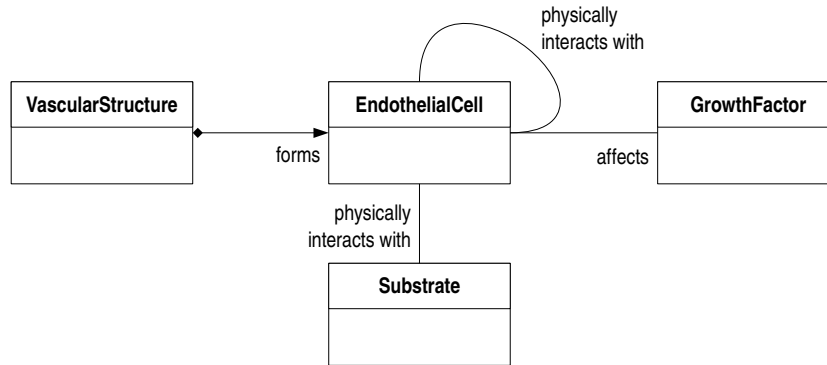 physically
interacts with
VascularStructure
EndothelialCell
GrowthFactor
forms
affects
physically
interacts with
Substrate